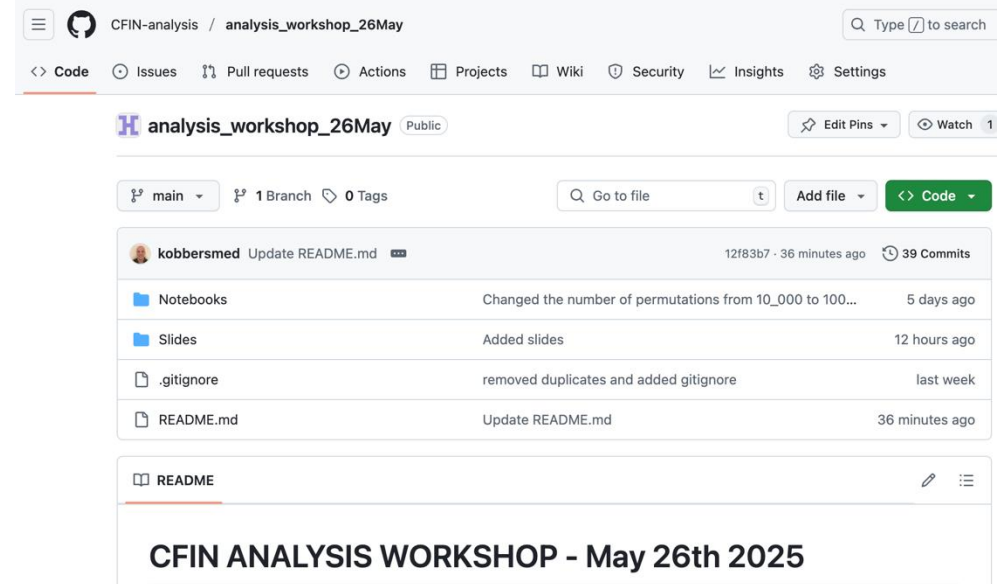 CFIN-analysis / analysis_workshop_26May
Type / to search
Code Issues Pull requests Actions Projects Wiki Security Insights Settings
analysis_workshop_26May Public
Edit Pins Watch 1
main 1 Branch 0 Tags
Go to file t Add file Code
kobbersmed Update README.md 12f83b7 · 36 minutes ago 39 Commits
Notebooks Changed the number of permutations from 10_000 to 100... 5 days ago
Slides Added slides 12 hours ago
.gitignore removed duplicates and added gitignore last week
README.md Update README.md 36 minutes ago
README
CFIN ANALYSIS WORKSHOP - May 26th 2025